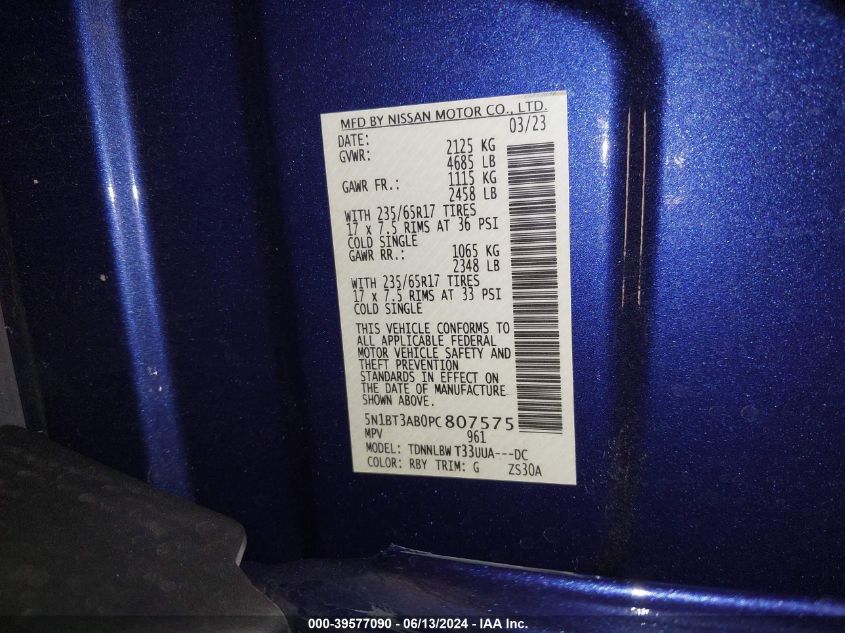 MFD BY NISSAN MOTOR CO., LTD.
DATE: 03/23
GVWR: 2125 KG
4685 LB
GAWR FR.: 1115 KG
2458 LB
WITH 235/65R17 TIRES
17 x 7.5 RIMS AT 36 PSI
COLD SINGLE
GAWR RR.: 1065 KG
2348 LB
WITH 235/65R17 TIRES
17 x 7.5 RIMS AT 33 PSI
COLD SINGLE
THIS VEHICLE CONFORMS TO
ALL APPLICABLE FEDERAL
MOTOR VEHICLE SAFETY AND
THEFT PREVENTION
STANDARDS IN EFFECT ON
THE DATE OF MANUFACTURE
SHOWN ABOVE.
5N1BT3AB0PC807575
MPV 961
MODEL: TDNNLBW T33UUA---DC
COLOR: RBY TRIM: G ZS30A
000-39577090 - 06/13/2024 - IAA Inc.